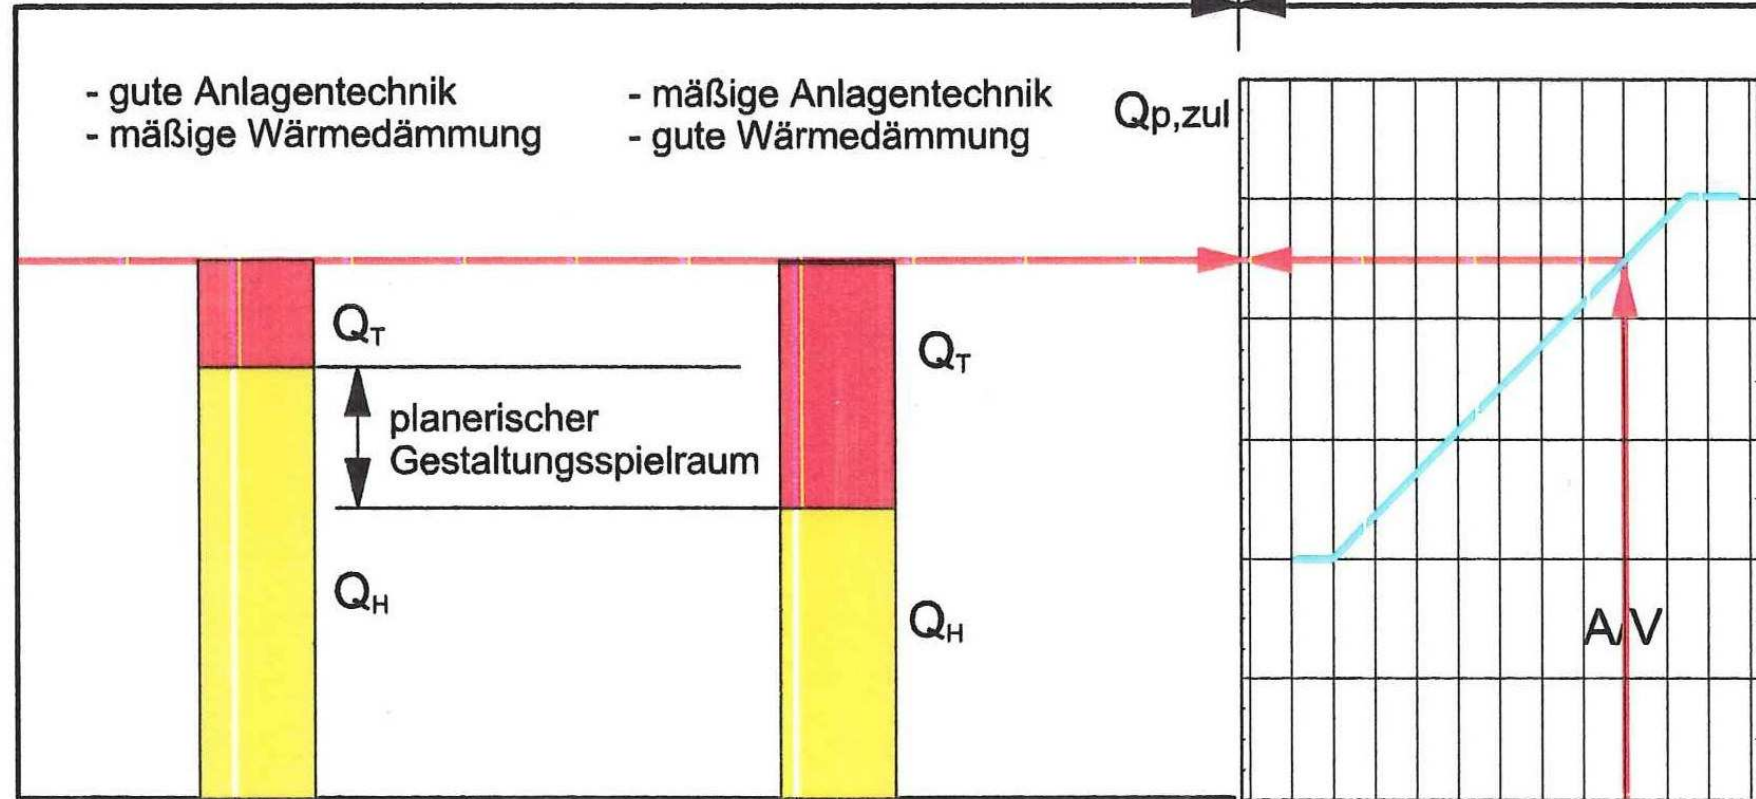 - gute Anlagentechnik
- mäßige Wärmedämmung
- mäßige Anlagentechnik
- gute Wärmedämmung
Qp,zul
QT
planerischer
Gestaltungsspielraum
QH
QT
QH
A/V